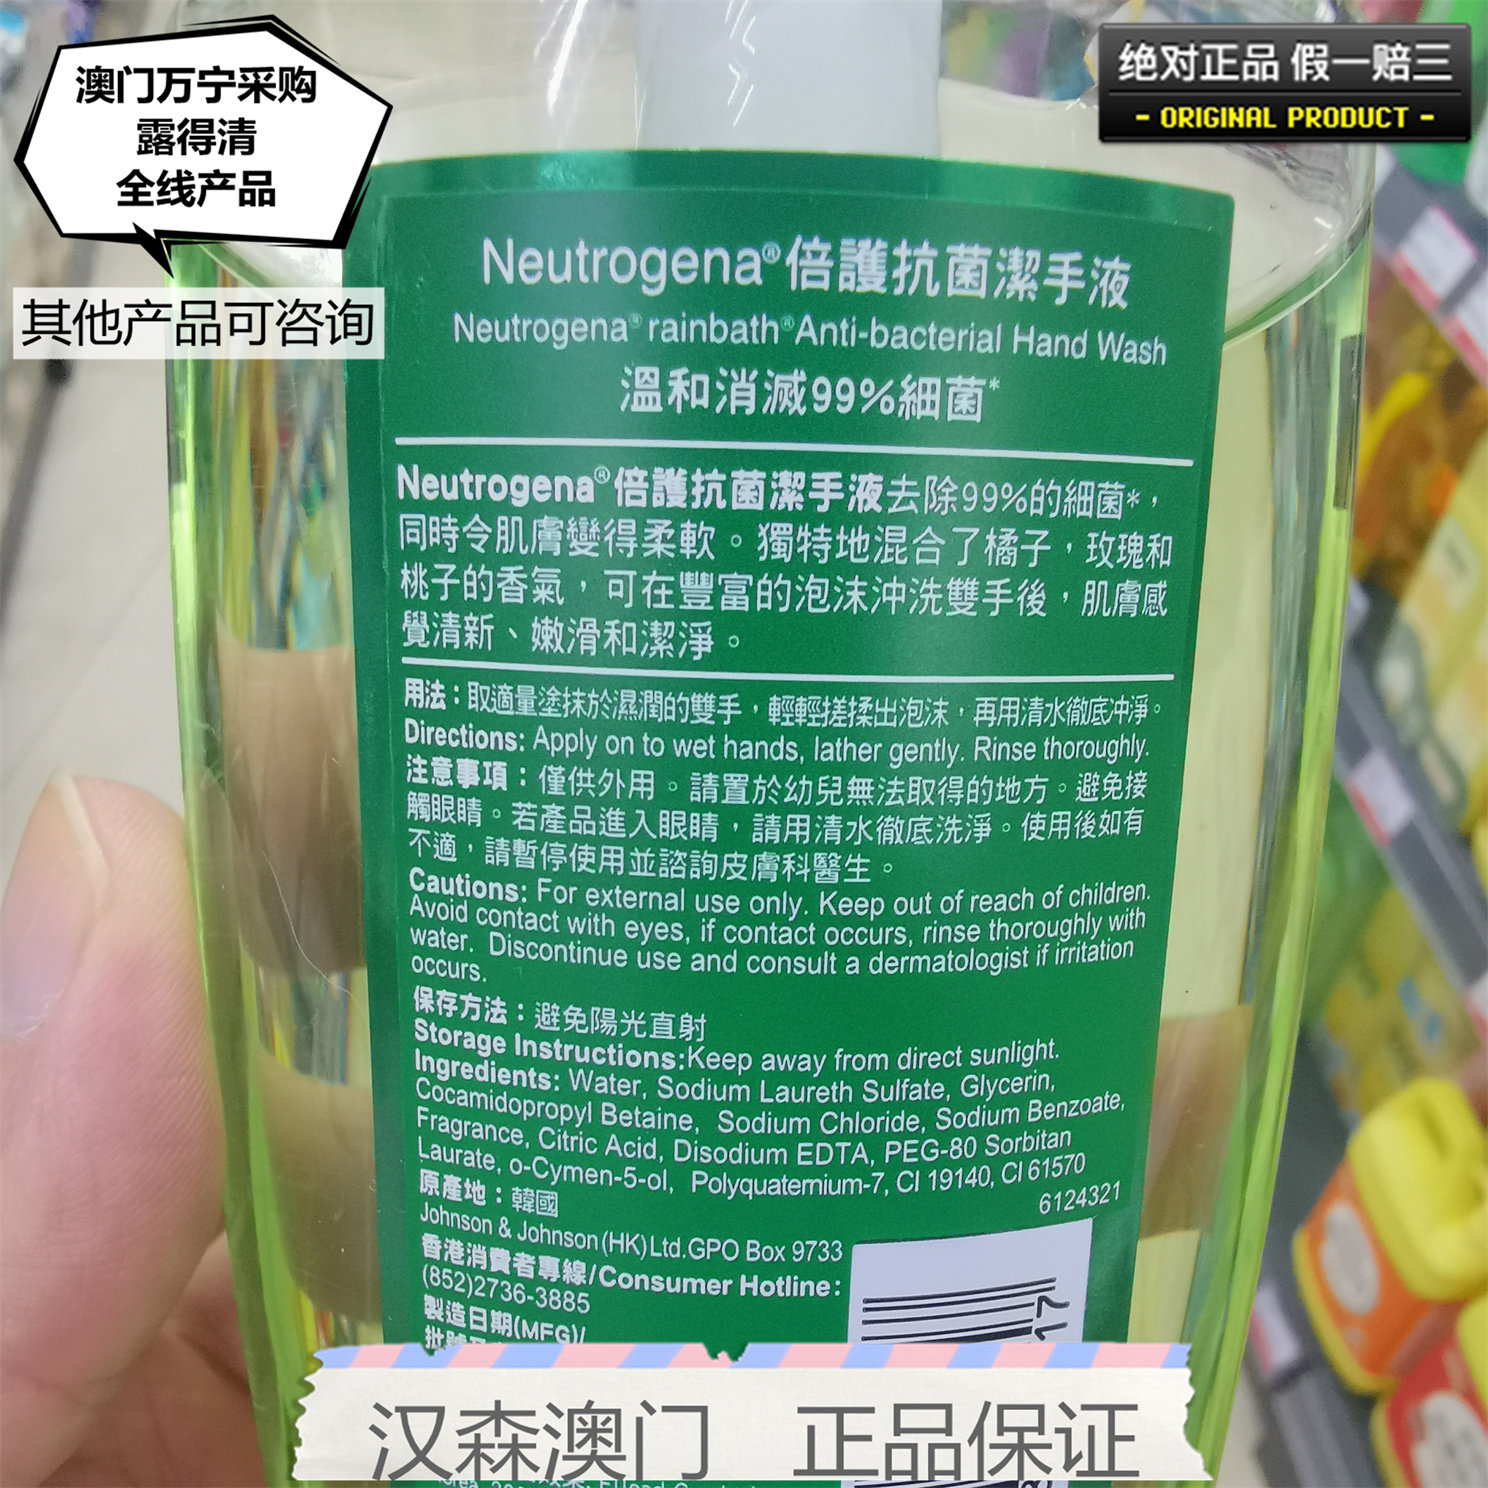 澳门万宁采购
露得清
全线产品
其他产品可咨询
绝对正品 假一赔三
- ORIGINAL PRODUCT -
Neutrogena®倍護抗菌潔手液
Neutrogena®rainbath®Anti-bacterial Hand Wash
溫和消滅99%細菌*
Neutrogena®倍護抗菌潔手液去除99%的細菌*，
同時令肌膚變得柔軟。獨特地混合了橘子，玫瑰和
桃子的香氣，可在豐富的泡沫沖洗雙手後，肌膚感
覺清新、嫩滑和潔淨。
用法：取適量塗抹於濕潤的雙手，輕輕搓揉出泡沫，再用清水徹底沖淨。
Directions: Apply on to wet hands, lather gently. Rinse thoroughly.
注意事項：僅供外用。請置於幼兒無法取得的地方。避免接
觸眼睛。若產品進入眼睛，請用清水徹底洗淨。使用後如有
不適，請暫停使用並諮詢皮膚科醫生。
Cautions: For external use only. Keep out of reach of children.
Avoid contact with eyes, if contact occurs, rinse thoroughly with
water. Discontinue use and consult a dermatologist if irritation
occurs.
保存方法：避免陽光直射
Storage Instructions:Keep away from direct sunlight.
Ingredients: Water, Sodium Laureth Sulfate, Glycerin,
Cocamidopropyl Betaine, Sodium Chloride, Sodium Benzoate,
Fragrance, Citric Acid, Disodium EDTA, PEG-80 Sorbitan
Laurate, o-Cymen-5-ol, Polyquaternium-7, CI 19140, CI 61570
原產地：韓國
6124321
Johnson & Johnson (HK) Ltd.GPO Box 9733
香港消費者專線/Consumer Hotline:
(852)2736-3885
製造日期(MFG)/
汉森澳门 正品保证